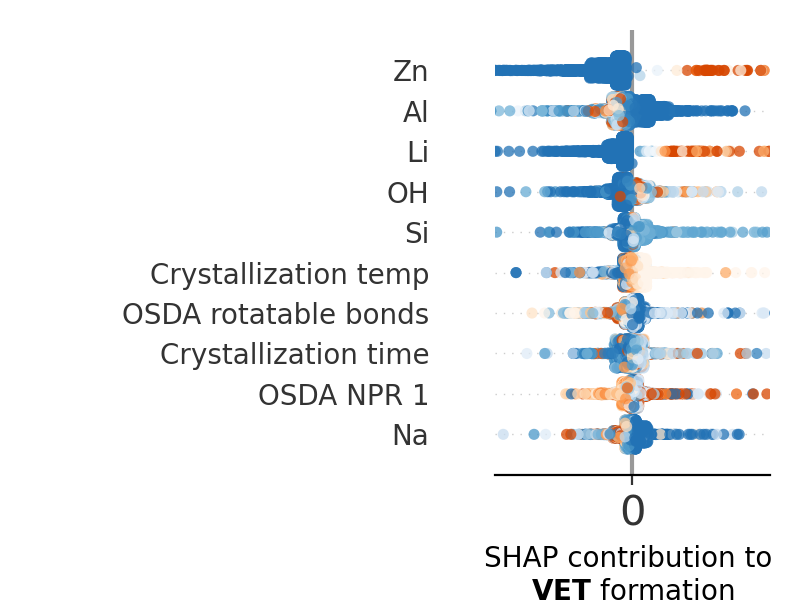 Zn
Al
Li
OH
Si
Crystallization temp
OSDA rotatable bonds
Crystallization time
OSDA NPR 1
Na
0
SHAP contribution to
VET formation